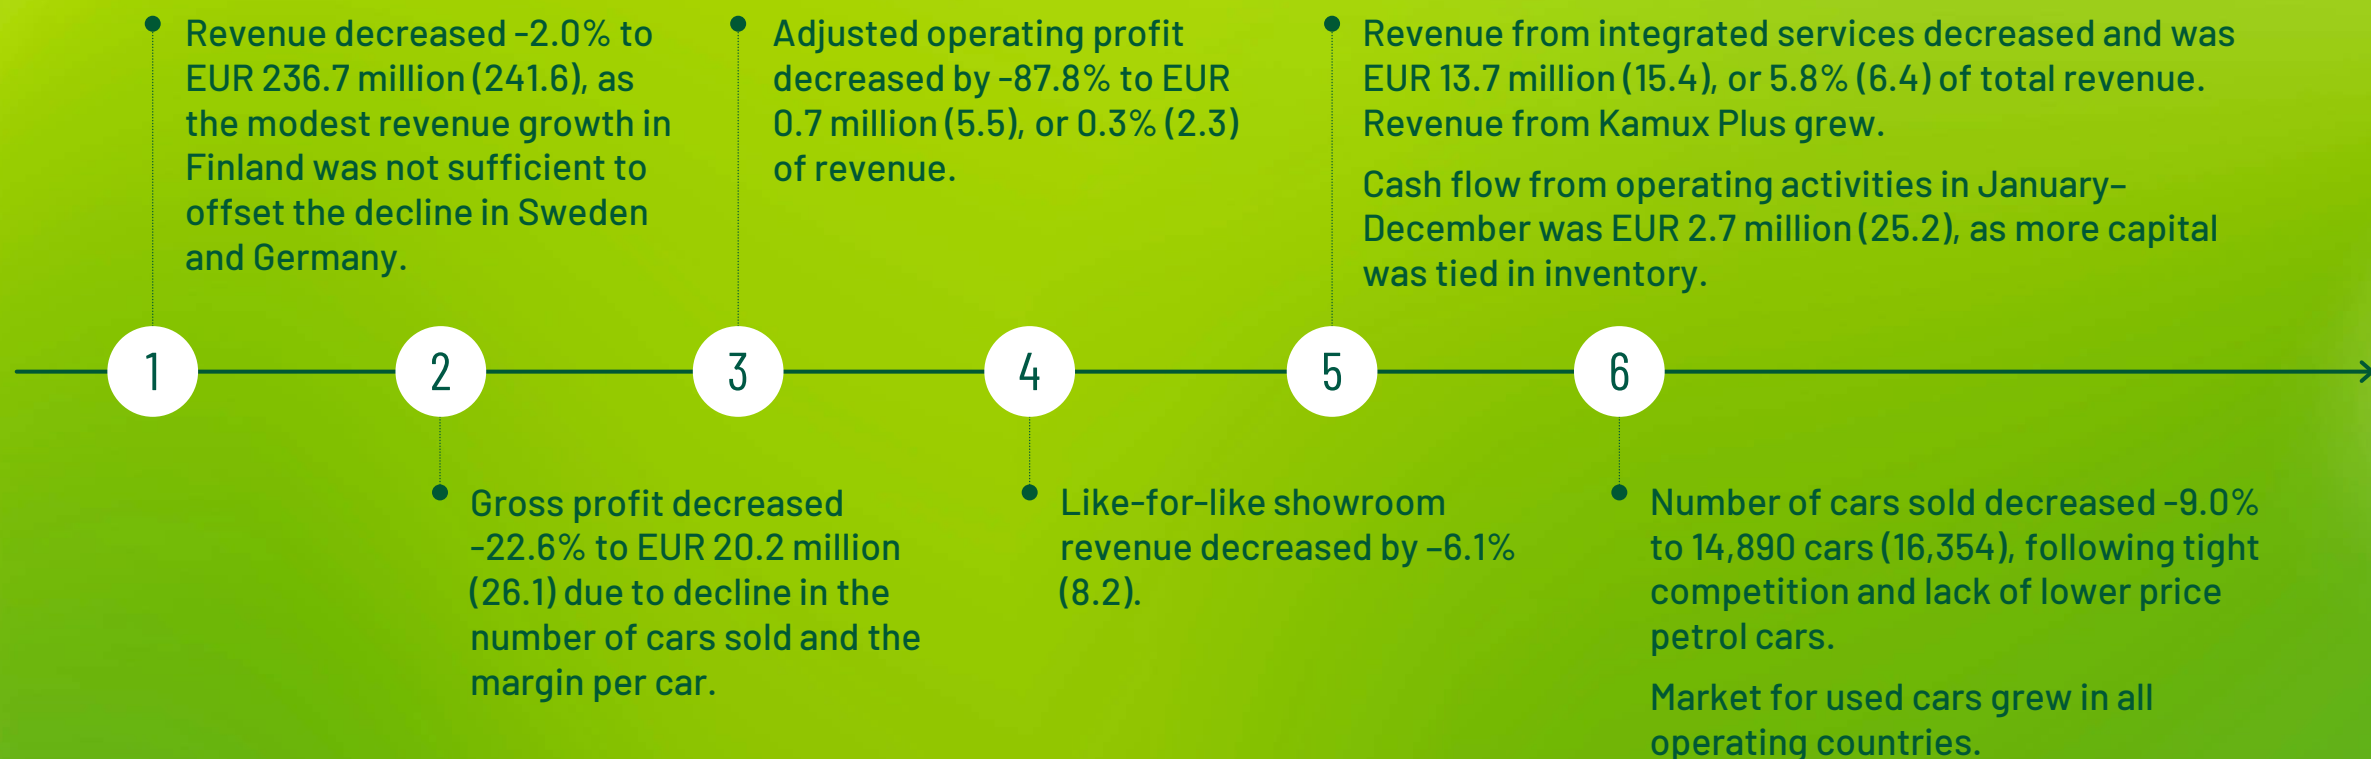 Revenue decreased -2.0% to
EUR 236.7 million (241.6), as
the modest revenue growth in
Finland was not sufficient to
offset the decline in Sweden
and Germany.
Adjusted operating profit
decreased by -87.8% to EUR
0.7 million (5.5), or 0.3% (2.3)
of revenue.
Revenue from integrated services decreased and was
EUR 13.7 million (15.4), or 5.8% (6.4) of total revenue.
Revenue from Kamux Plus grew.
Cash flow from operating activities in January–
December was EUR 2.7 million (25.2), as more capital
was tied in inventory.
1
2
3
4
5
6
Gross profit decreased
-22.6% to EUR 20.2 million
(26.1) due to decline in the
number of cars sold and the
margin per car.
Like-for-like showroom
revenue decreased by –6.1%
(8.2).
Number of cars sold decreased -9.0%
to 14,890 cars (16,354), following tight
competition and lack of lower price
petrol cars.
Market for used cars grew in all
operating countries.